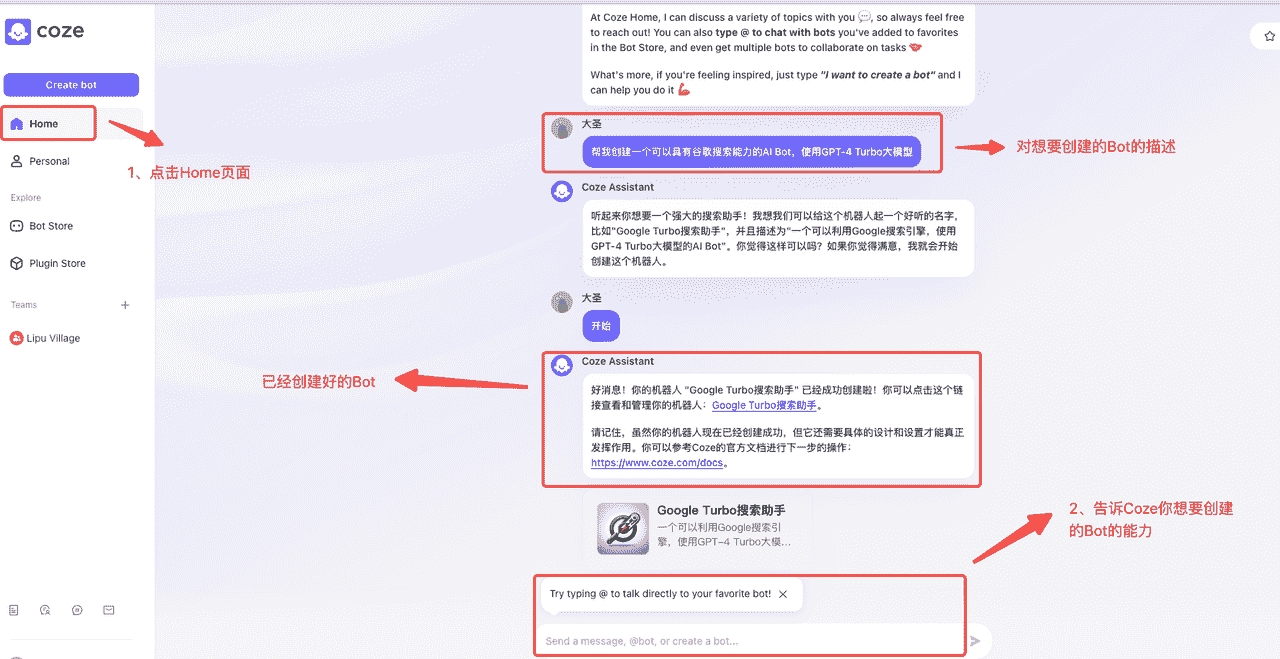 coze
Create bot
Home
Personal
Explore
Bot Store
Plugin Store
Teams
+
Lipu Village
1、点击Home页面
At Coze Home, I can discuss a variety of topics with you 💬, so always feel free
to reach out! You can also type @ to chat with bots you've added to favorites
in the Bot Store, and even get multiple bots to collaborate on tasks 🤝
What's more, if you're feeling inspired, just type "I want to create a bot" and I
can help you do it 💪
大圣
帮我创建一个可以具有谷歌搜索能力的AI Bot，使用GPT-4 Turbo大模型
对想要创建的Bot的描述
Coze Assistant
听起来你想要一个强大的搜索助手！我想我们可以给这个机器人起一个好听的名字，
比如"Google Turbo搜索助手"，并且描述为"一个可以利用Google搜索引擎，使用
GPT-4 Turbo大模型的AI Bot"。你觉得这样可以吗？如果你觉得满意，我就会开始
创建这个机器人。
大圣
开始
Coze Assistant
好消息！你的机器人 "Google Turbo搜索助手" 已经成功创建啦！你可以点击这个链
接查看和管理你的机器人：Google Turbo搜索助手。
请记住，虽然你的机器人现在已经创建成功，但它还需要具体的设计和设置才能真正
发挥作用。你可以参考Coze的官方文档进行下一步的操作：
https://www.coze.com/docs。
已经创建好的Bot
Google Turbo搜索助手
一个可以利用Google搜索引
擎，使用GPT-4 Turbo大模...
2、告诉Coze你想要创建
的Bot的能力
Try typing @ to talk directly to your favorite bot!
Send a message, @bot, or create a bot...